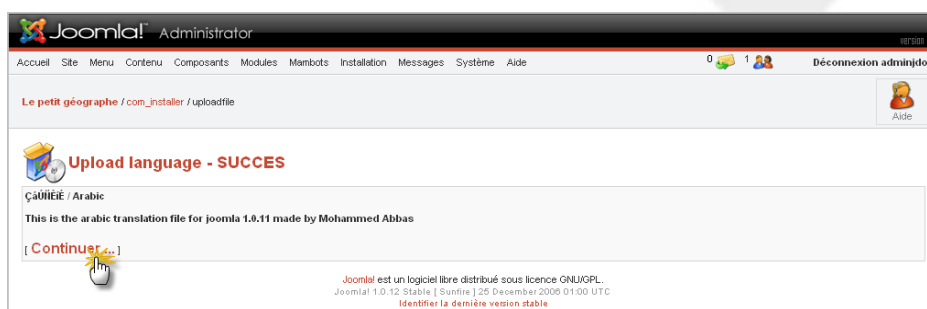 Joomla!™ Administrator
version
Accueil Site Menu Contenu Composants Modules Mambots Installation Messages Système Aide 0 1 Déconnexion adminjdo
Le petit géographe / com_installer / uploadfile
Aide
Upload language - SUCCES
/ Arabic
This is the arabic translation file for joomla 1.0.11 made by Mohammed Abbas
[ Continuer ... ]
Joomla! est un logiciel libre distribué sous licence GNU/GPL.
Joomla! 1.0.12 Stable [ Sunfire ] 25 December 2006 01:00 UTC
Identifier la dernière version stable